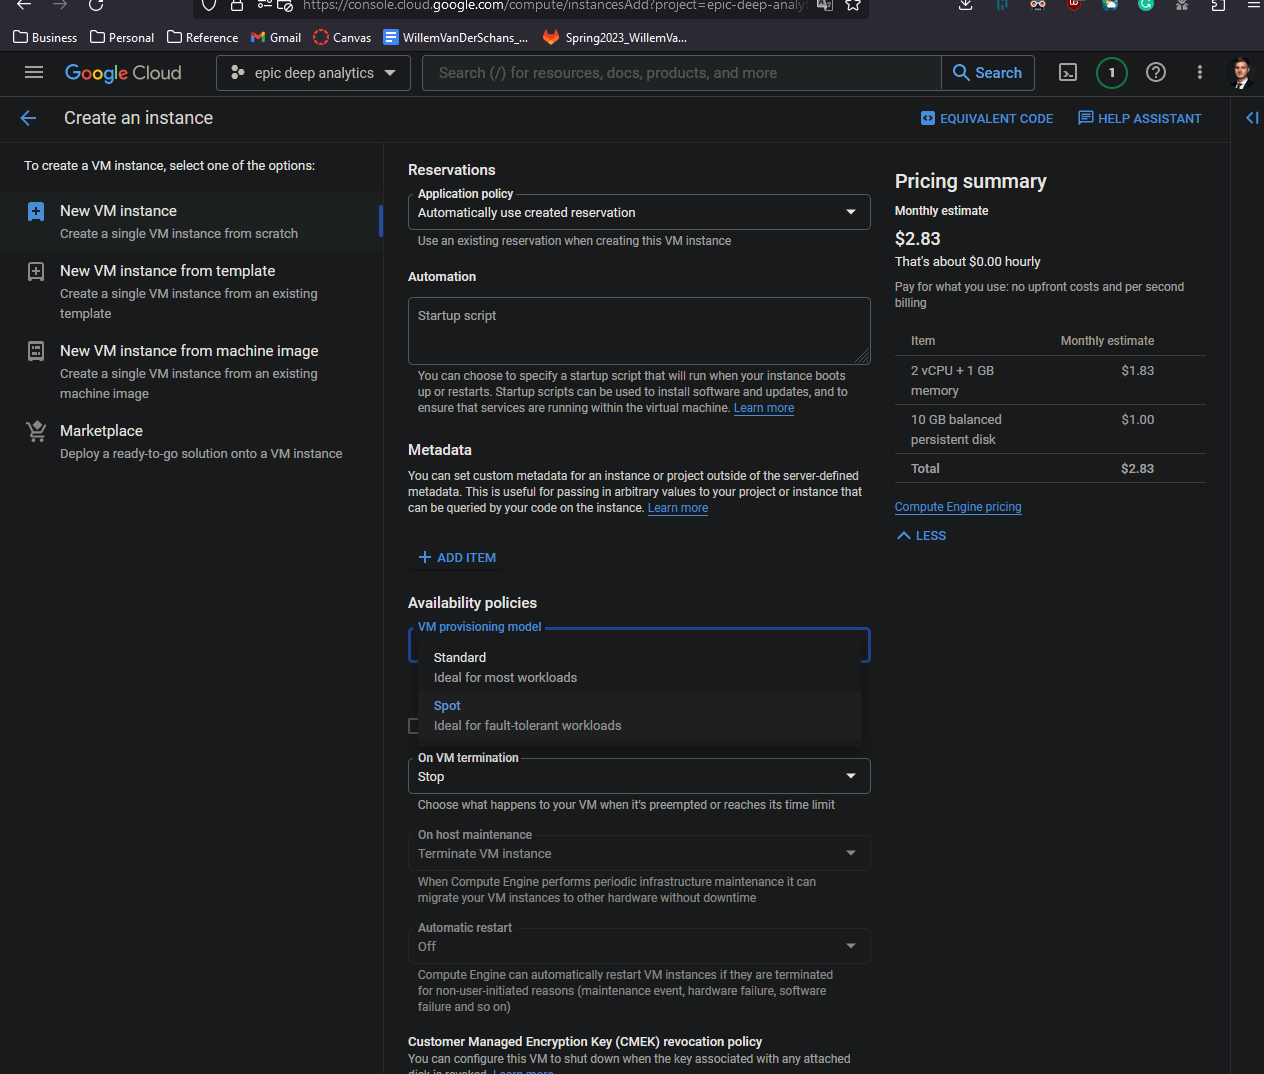 https://console.cloud.google.com/compute/instancesAdd?project=epic-deep-analy
Business Personal Reference Gmail Canvas WillemVanDerSchans_... Spring2023_WillemVa...
Google Cloud epic deep analytics Search (/) for resources, docs, products, and more Search 1
Create an instance EQUIVALENT CODE HELP ASSISTANT
To create a VM instance, select one of the options:
New VM instance
Create a single VM instance from scratch
New VM instance from template
Create a single VM instance from an existing
template
New VM instance from machine image
Create a single VM instance from an existing
machine image
Marketplace
Deploy a ready-to-go solution onto a VM instance
Reservations
Application policy
Automatically use created reservation
Use an existing reservation when creating this VM instance
Automation
Startup script
You can choose to specify a startup script that will run when your instance boots
up or restarts. Startup scripts can be used to install software and updates, and to
ensure that services are running within the virtual machine. Learn more
Metadata
You can set custom metadata for an instance or project outside of the server-defined
metadata. This is useful for passing in arbitrary values to your project or instance that
can be queried by your code on the instance. Learn more
ADD ITEM
Availability policies
VM provisioning model
Standard
Ideal for most workloads
Spot
Ideal for fault-tolerant workloads
On VM termination
Stop
Choose what happens to your VM when it's preempted or reaches its time limit
On host maintenance
Terminate VM instance
When Compute Engine performs periodic infrastructure maintenance it can
migrate your VM instances to other hardware without downtime
Automatic restart
Off
Compute Engine can automatically restart VM instances if they are terminated
for non-user-initiated reasons (maintenance event, hardware failure, software
failure and so on)
Customer Managed Encryption Key (CMEK) revocation policy
You can configure this VM to shut down when the key associated with any attached
disk is revoked. Learn more
Pricing summary
Monthly estimate
$2.83
That's about $0.00 hourly
Pay for what you use: no upfront costs and per second
billing
Item Monthly estimate
2 vCPU + 1 GB $1.83
memory
10 GB balanced $1.00
persistent disk
Total $2.83
Compute Engine pricing
LESS